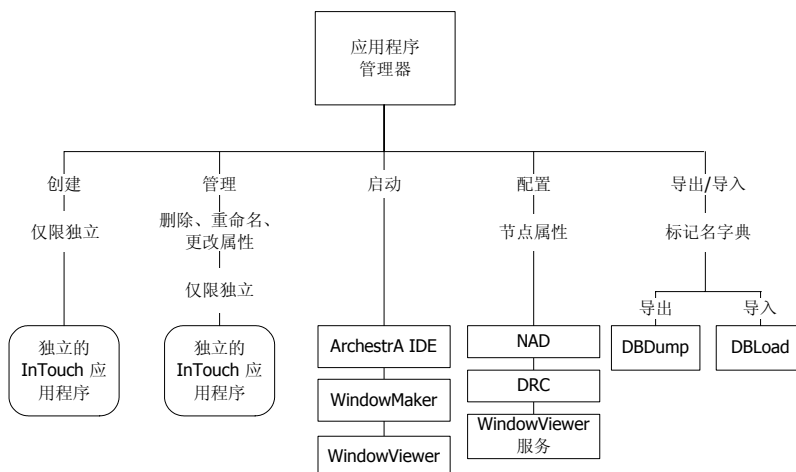 应用程序
管理器
创建
管理
启动
配置
导出/导入
仅限独立
删除、重命名、
更改属性
仅限独立
节点属性
标记名字典
导出
导入
独立的
InTouch 应
用程序
独立的
InTouch 应
用程序
ArchestrA IDE
WindowMaker
WindowViewer
NAD
DRC
WindowViewer
服务
DBDump
DBLoad